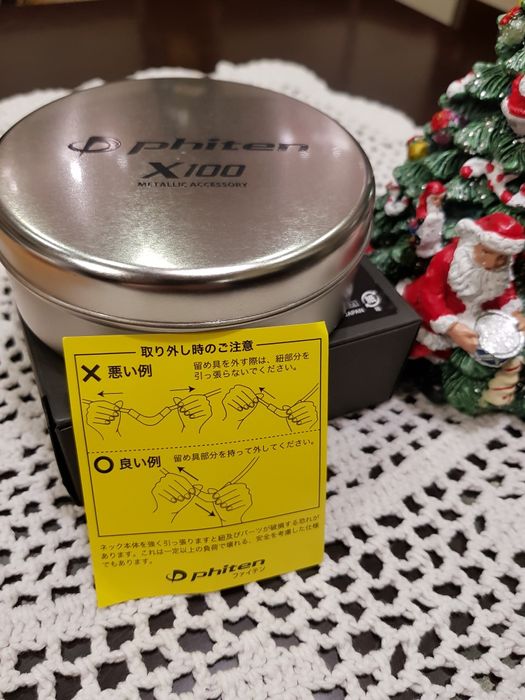 phiten
X100
METALLIC ACCESSORY
JAPAN
取り外し時のご注意
✕ 悪い例
留め具を外す際は、紐部分を
引っ張らないでください。
○ 良い例
留め具部分を持って外してください。
ネック本体を強く引っ張りますと紐及びパーツが破損する恐れが
あります。これは一定以上の負荷で壊れる、安全を考慮した仕様
でもあります。
phiten
ファイテン